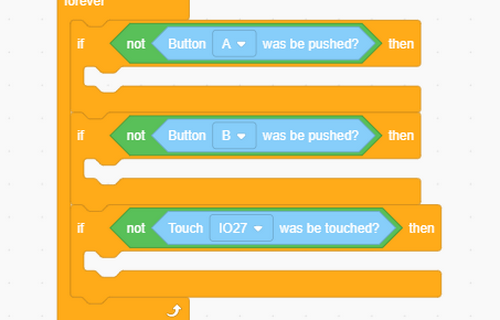 forever
if not Button A was be pushed? then
if not Button B was be pushed? then
if not Touch IO27 was be touched? then